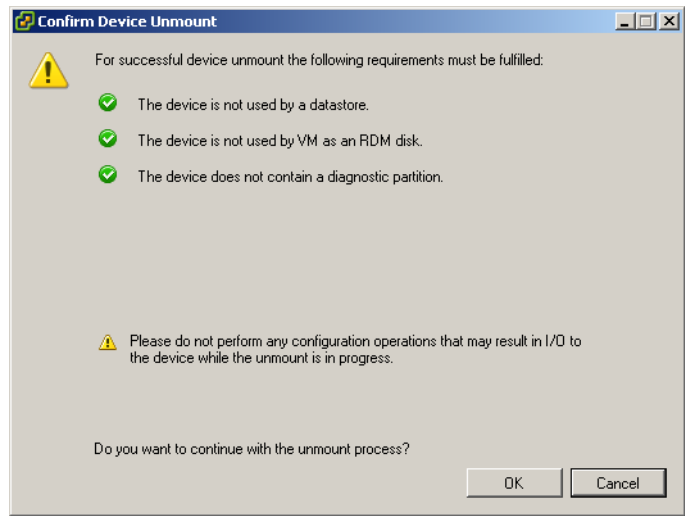 Confirm Device Unmount
For successful device unmount the following requirements must be fulfilled:
The device is not used by a datastore.
The device is not used by VM as an RDM disk.
The device does not contain a diagnostic partition.
Please do not perform any configuration operations that may result in I/O to
the device while the unmount is in progress.
Do you want to continue with the unmount process?
OK Cancel